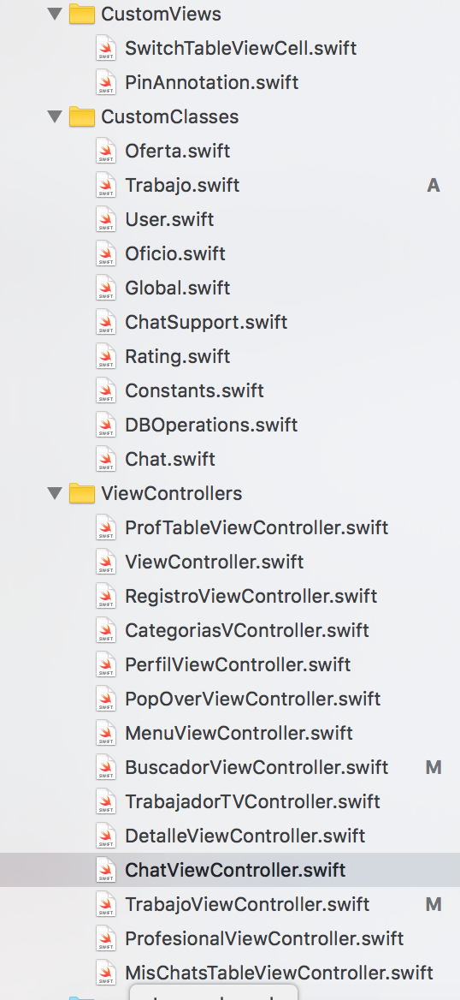 CustomViews
SwitchTableViewCell.swift
PinAnnotation.swift
CustomClasses
Oferta.swift
Trabajo.swift A
User.swift
Oficio.swift
Global.swift
ChatSupport.swift
Rating.swift
Constants.swift
DBOperations.swift
Chat.swift
ViewControllers
ProfTableViewController.swift
ViewController.swift
RegistroViewController.swift
CategoriasVController.swift
PerfilViewController.swift
PopOverViewController.swift
MenuViewController.swift
BuscadorViewController.swift M
TrabajadorTVController.swift
DetalleViewController.swift
ChatViewController.swift
TrabajoViewController.swift M
ProfesionalViewController.swift
MisChatsTableViewController.swift